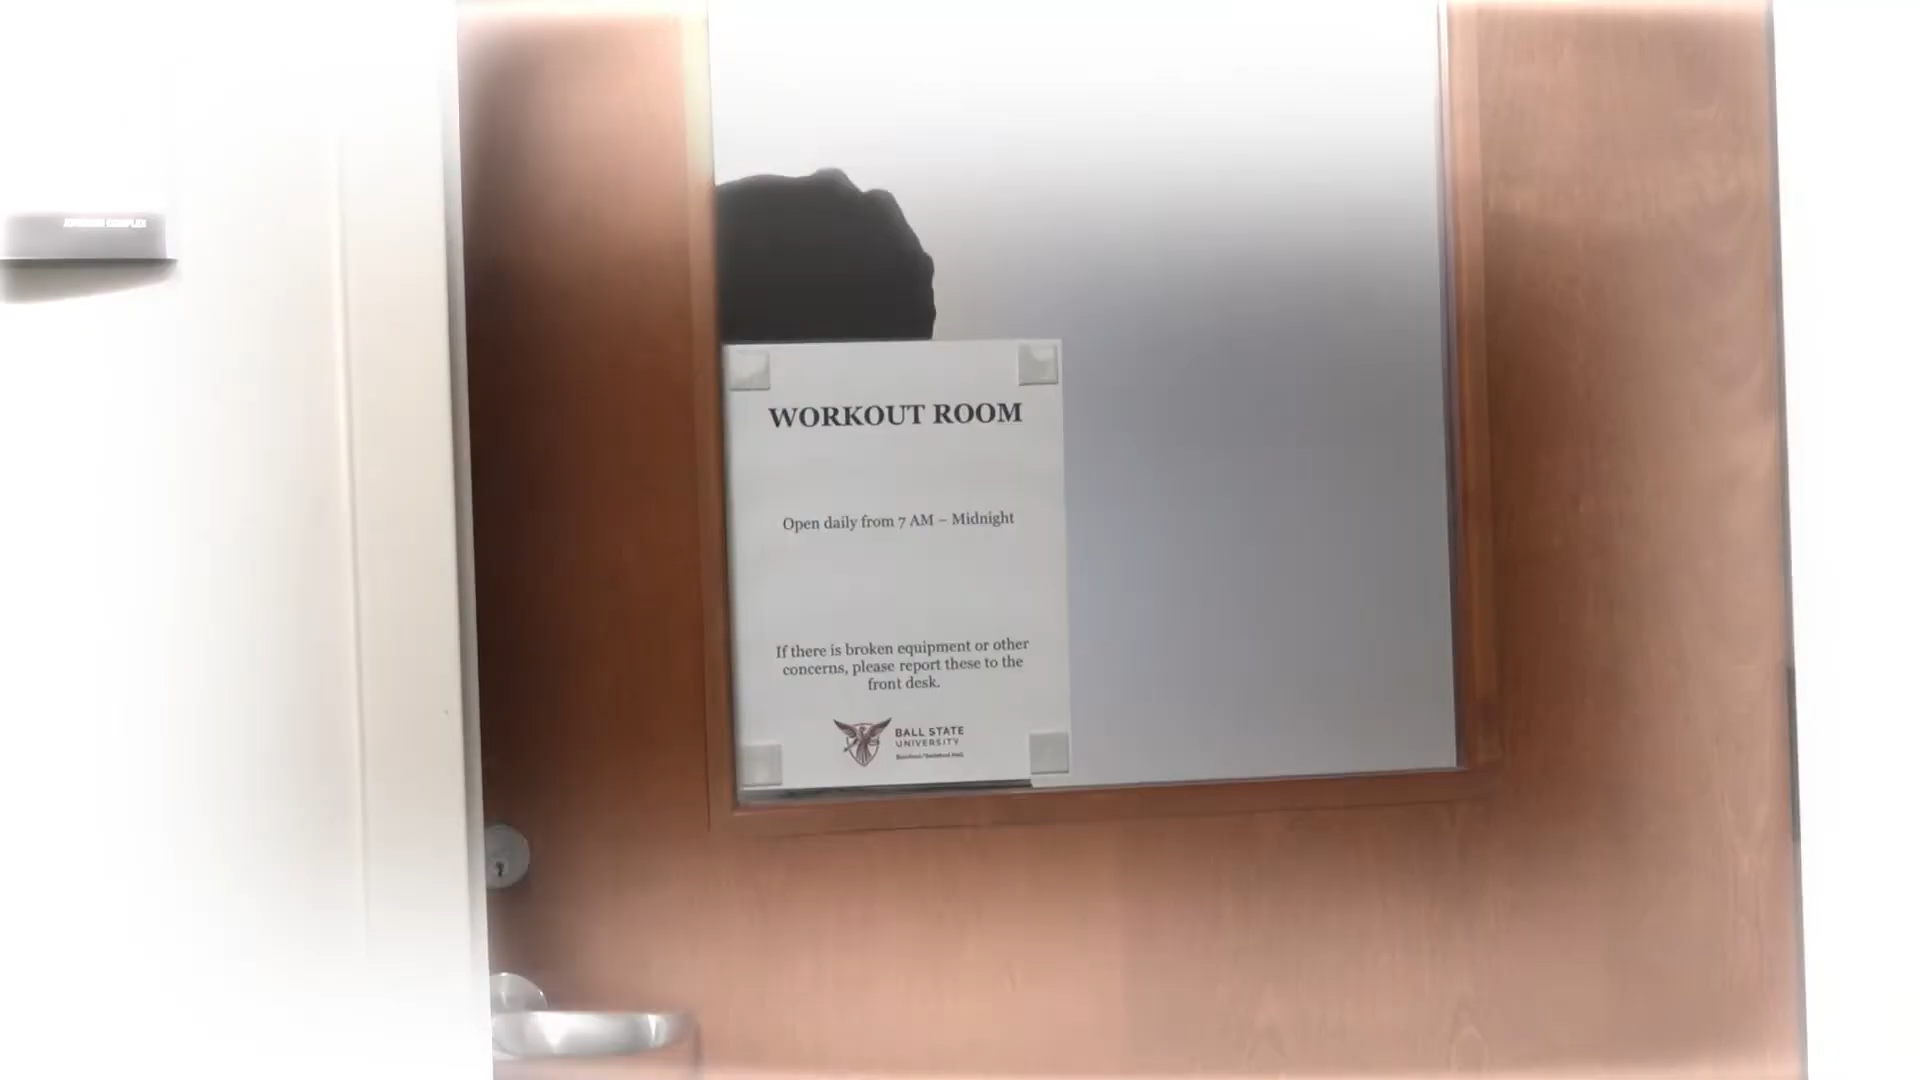 WORKOUT ROOM
Open daily from 7 AM – Midnight
If there is broken equipment or other
concerns, please report these to the
front desk.
BALL STATE
UNIVERSITY